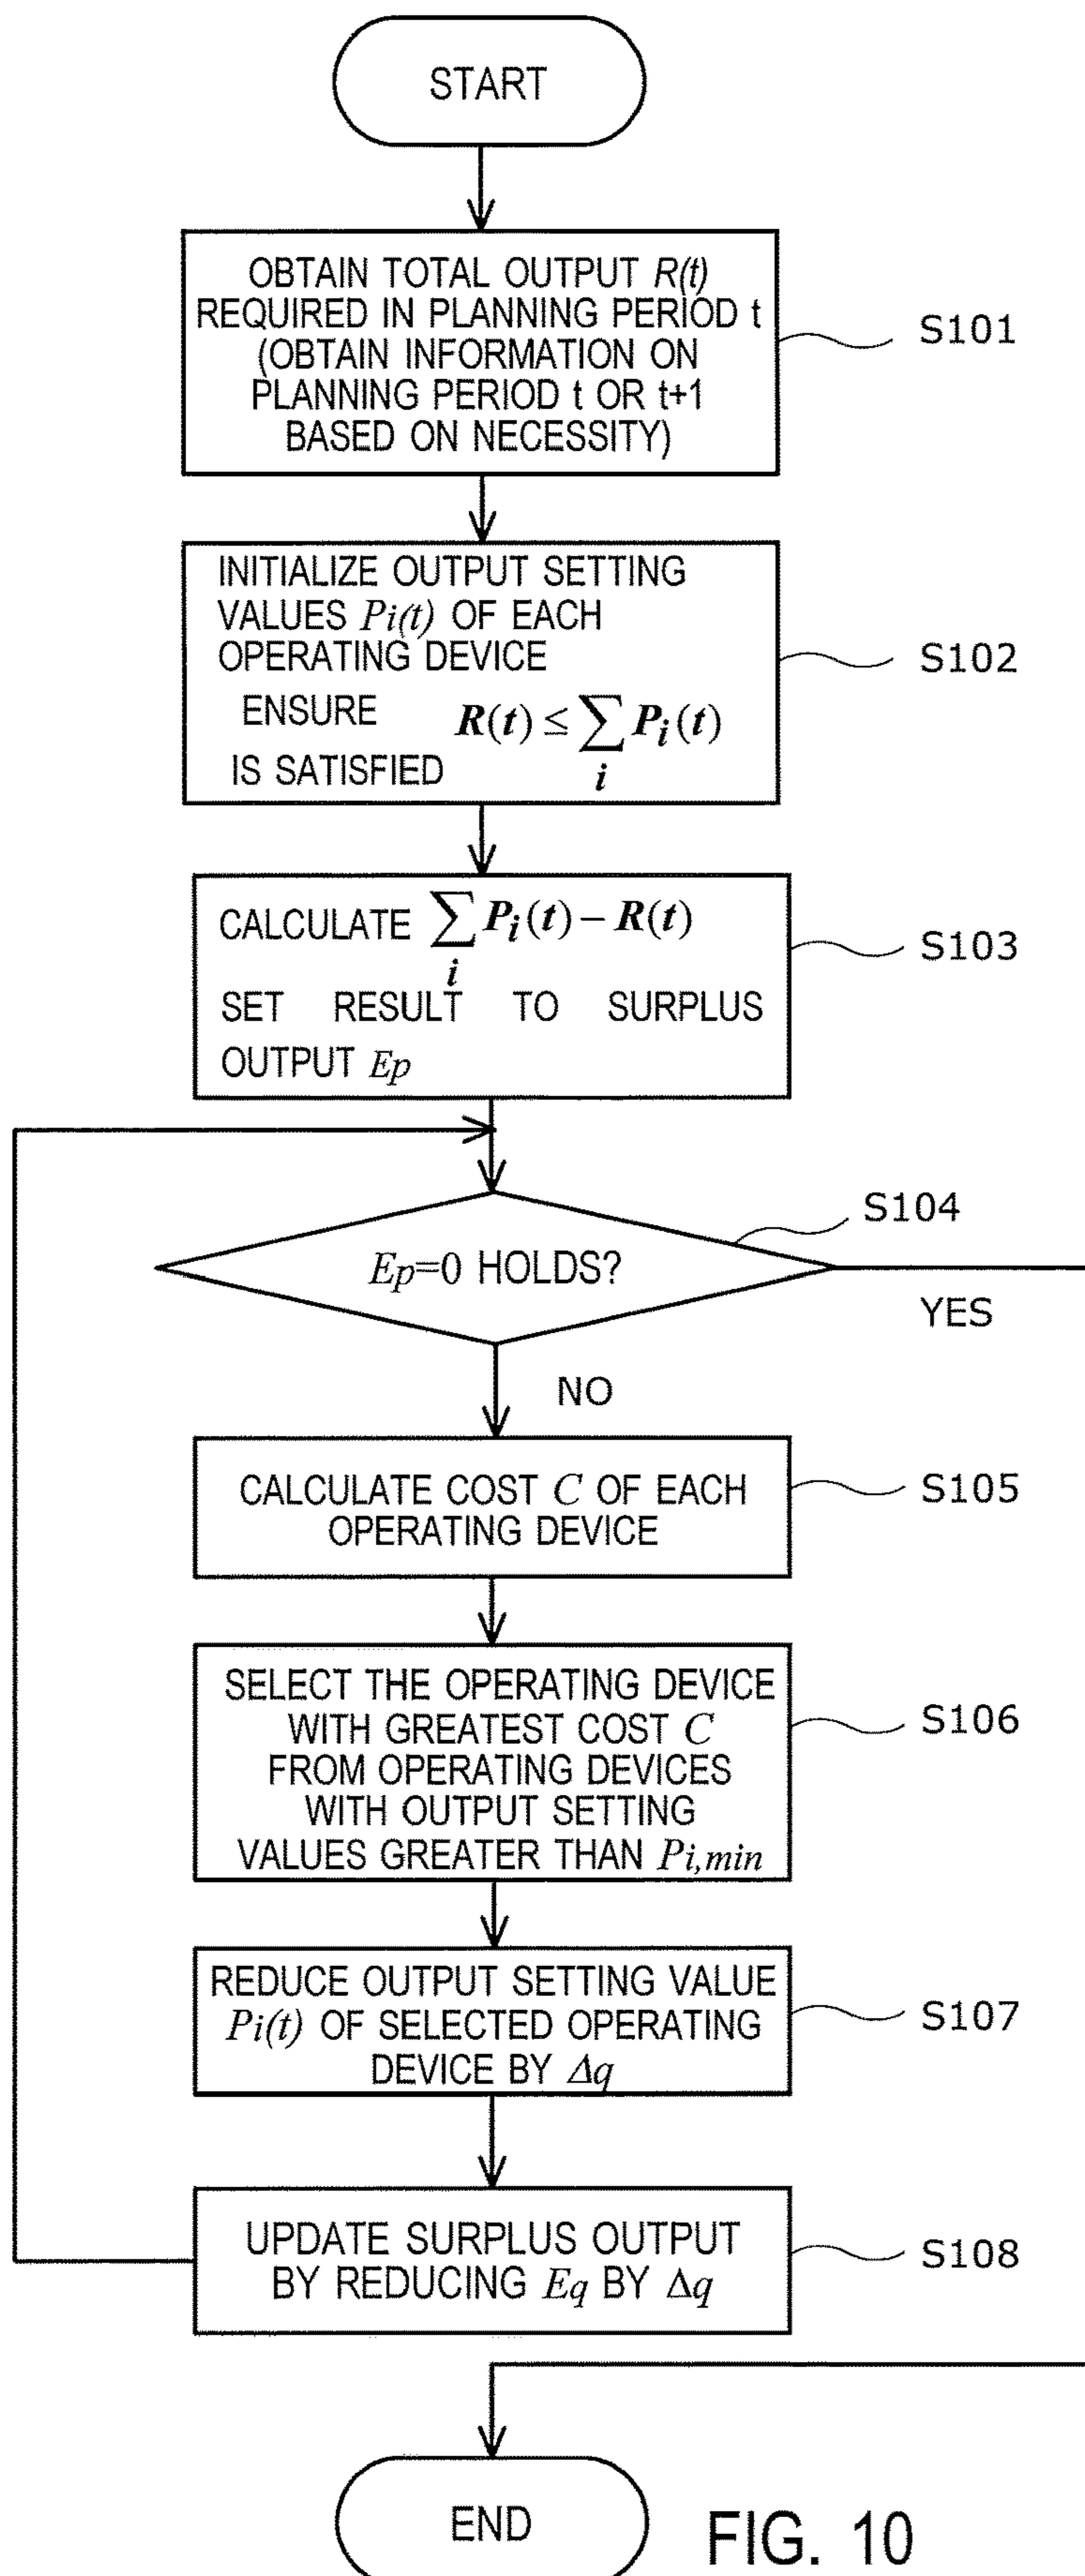 START
OBTAIN TOTAL OUTPUT R(t)
REQUIRED IN PLANNING PERIOD t
(OBTAIN INFORMATION ON
PLANNING PERIOD t OR t+1
BASED ON NECESSITY)
S101
INITIALIZE OUTPUT SETTING
VALUES Pi(t) OF EACH
OPERATING DEVICE
ENSURE R(t) ≤ ∑i Pi(t)
IS SATISFIED
S102
CALCULATE ∑i Pi(t) − R(t)
SET RESULT TO SURPLUS
OUTPUT Ep
S103
Ep=0 HOLDS?
S104
YES
NO
CALCULATE COST C OF EACH
OPERATING DEVICE
S105
SELECT THE OPERATING DEVICE
WITH GREATEST COST C
FROM OPERATING DEVICES
WITH OUTPUT SETTING
VALUES GREATER THAN Pi,min
S106
REDUCE OUTPUT SETTING VALUE
Pi(t) OF SELECTED OPERATING
DEVICE BY Δq
S107
UPDATE SURPLUS OUTPUT
BY REDUCING Eq BY Δq
S108
END
FIG. 10